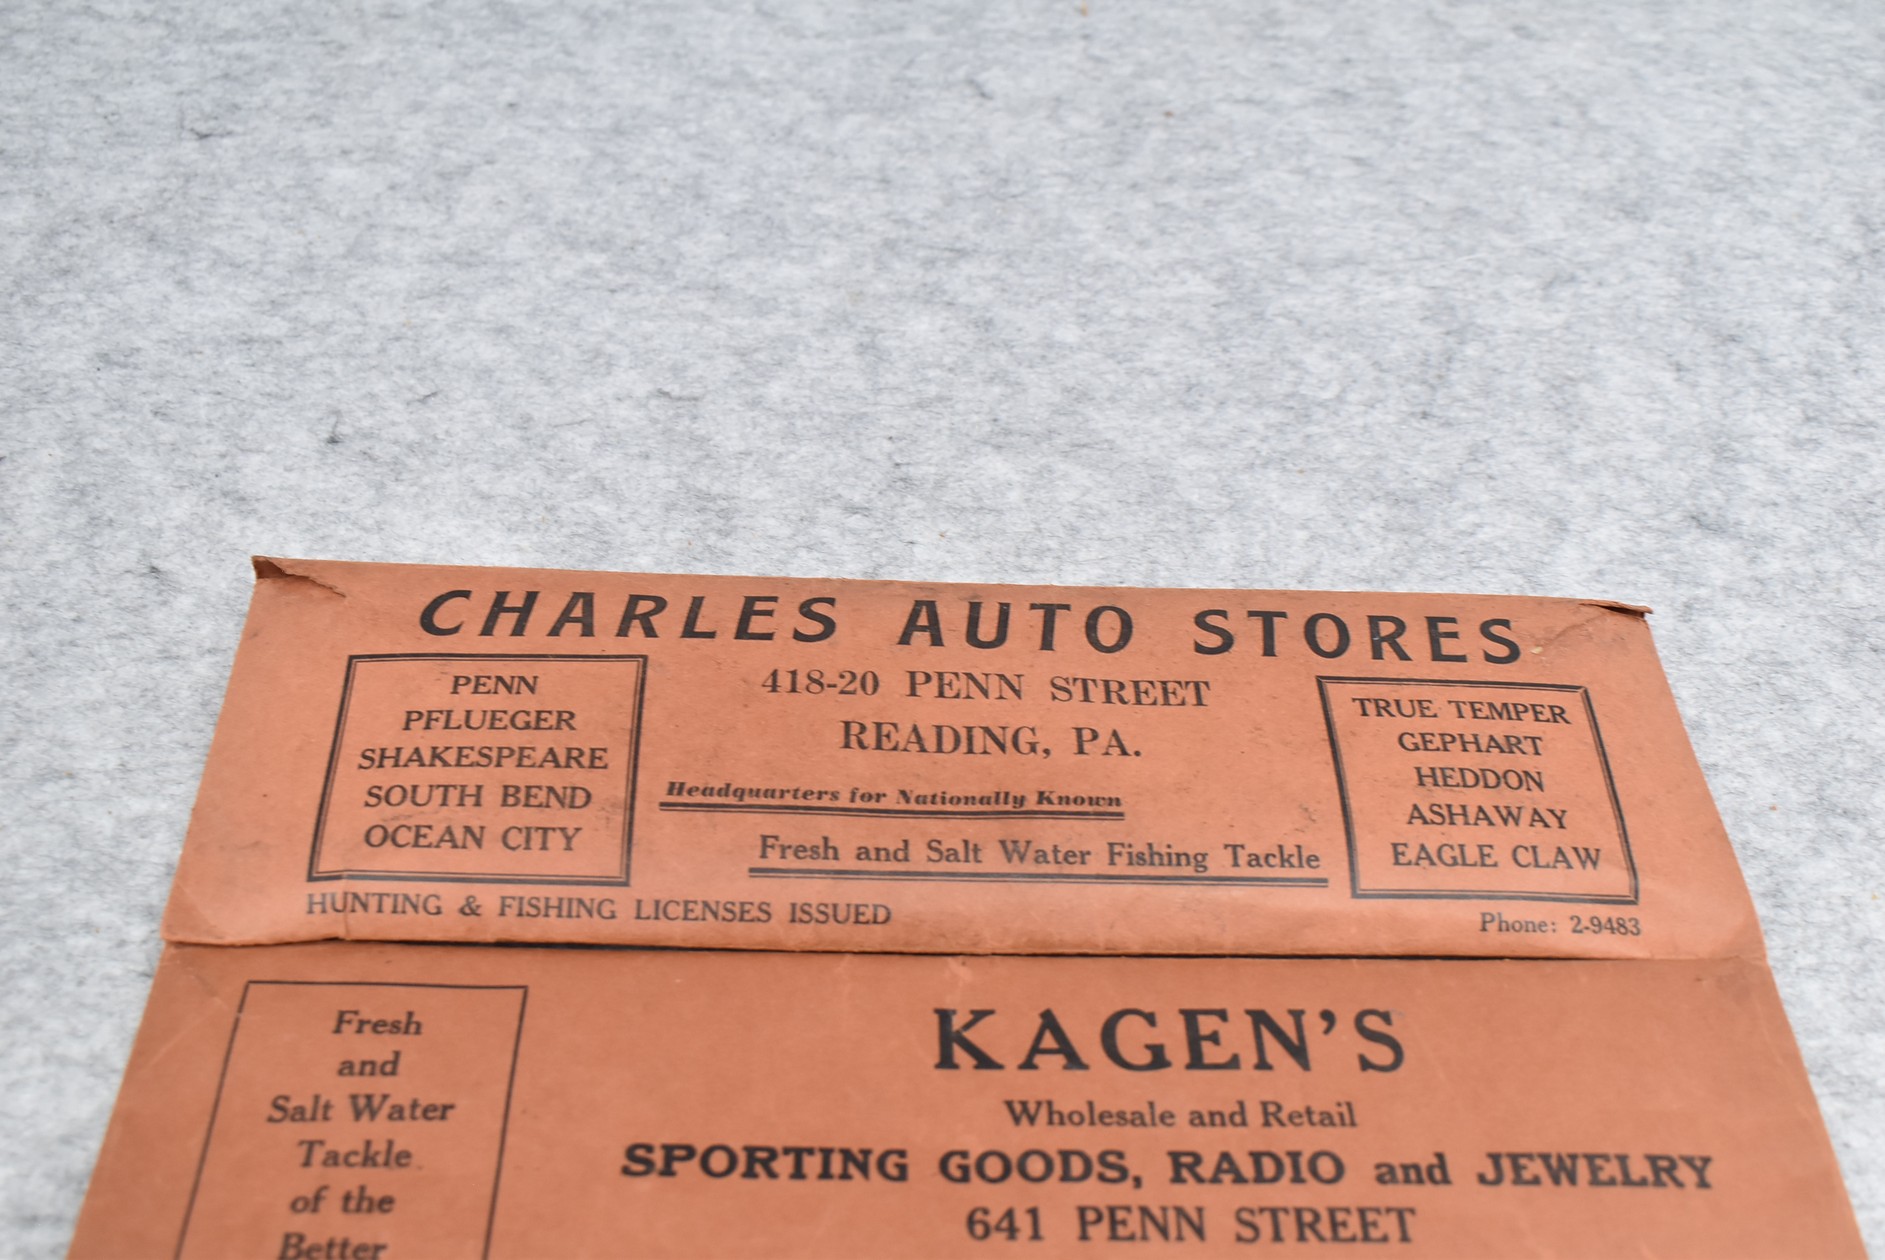 CHARLES AUTO STORES
PENN
PFLUEGER
SHAKESPEARE
SOUTH BEND
OCEAN CITY
418-20 PENN STREET
READING, PA.
Headquarters for Nationally Known
Fresh and Salt Water Fishing Tackle
TRUE TEMPER
GEPHART
HEDDON
ASHAWAY
EAGLE CLAW
HUNTING & FISHING LICENSES ISSUED
Phone: 2-9483
Fresh
and
Salt Water
Tackle
of the
Better
KAGEN'S
Wholesale and Retail
SPORTING GOODS, RADIO and JEWELRY
641 PENN STREET